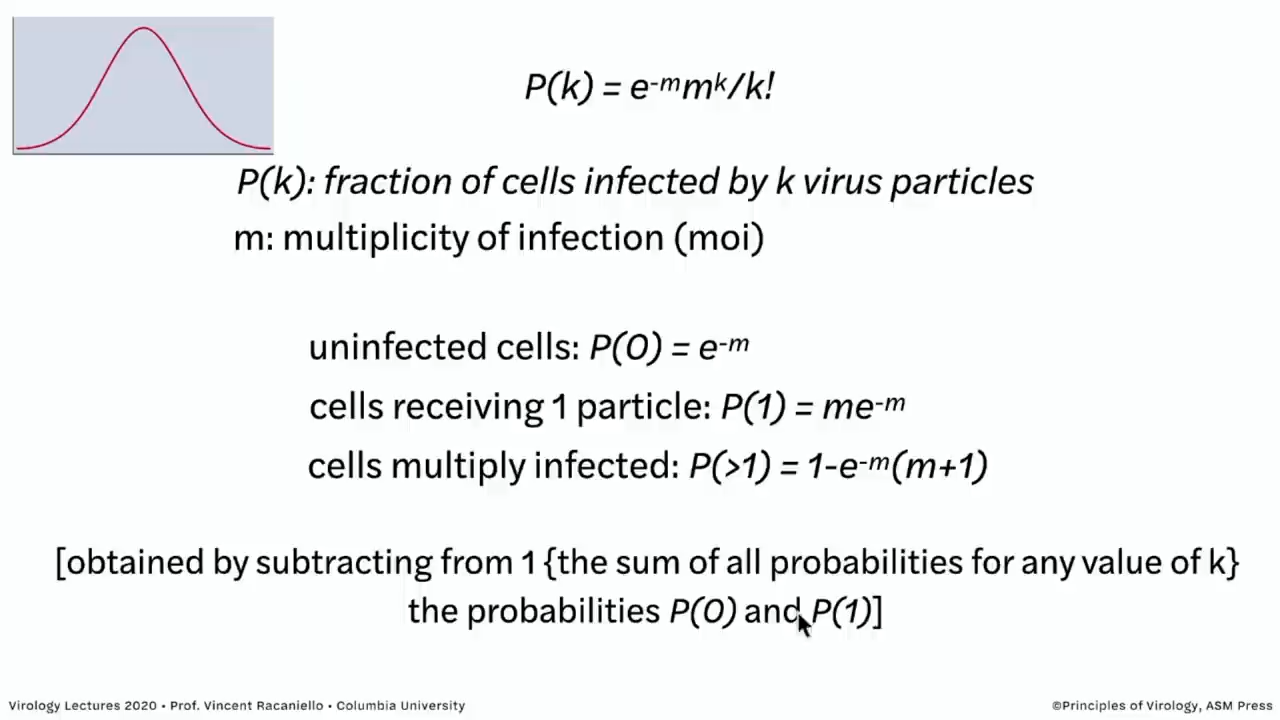 P(k) = e-mmk/k!
P(k): fraction of cells infected by k virus particles
m: multiplicity of infection (moi)
uninfected cells: P(0) = e-m
cells receiving 1 particle: P(1) = me-m
cells multiply infected: P(>1) = 1-e-m(m+1)
[obtained by subtracting from 1 {the sum of all probabilities for any value of k}
the probabilities P(0) and P(1)]
Virology Lectures 2020 • Prof. Vincent Racaniello • Columbia University
©Principles of Virology, ASM Press